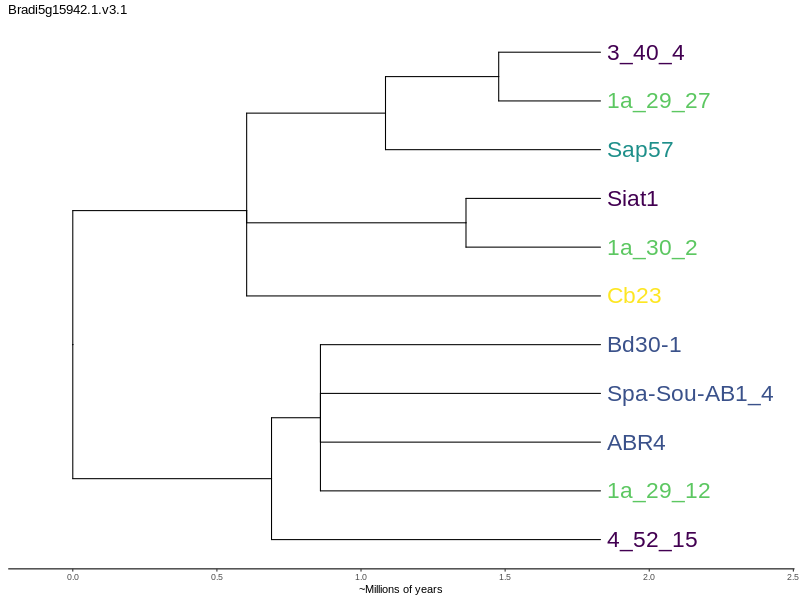 Bradi5g15942.1.v3.1
3_40_4
1a_29_27
Sap57
Siat1
1a_30_2
Cb23
Bd30-1
Spa-Sou-AB1_4
ABR4
1a_29_12
4_52_15
0.0 0.5 1.0 1.5 2.0 2.5
~Millions of years